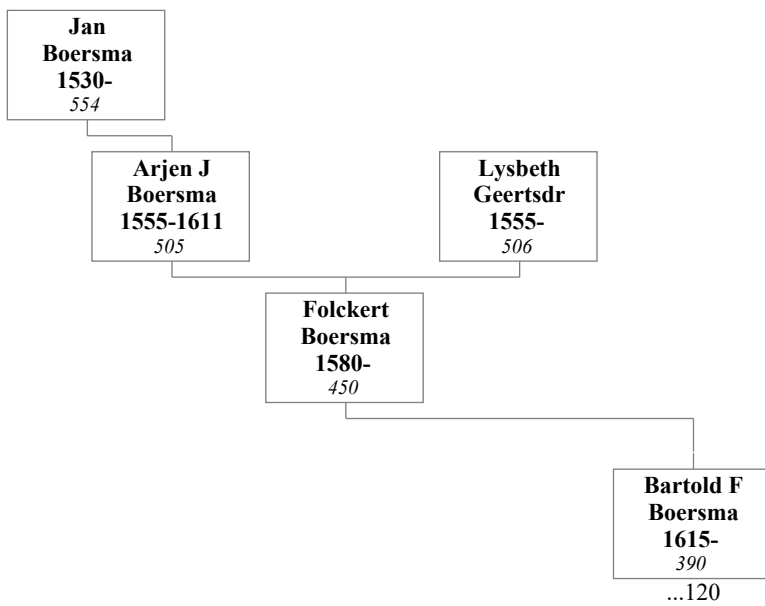 Jan
Boersma
1530-
554
Arjen J
Boersma
1555-1611
505
Lysbeth
Geertsdr
1555-
506
Folckert
Boersma
1580-
450
Bartold F
Boersma
1615-
390
...120